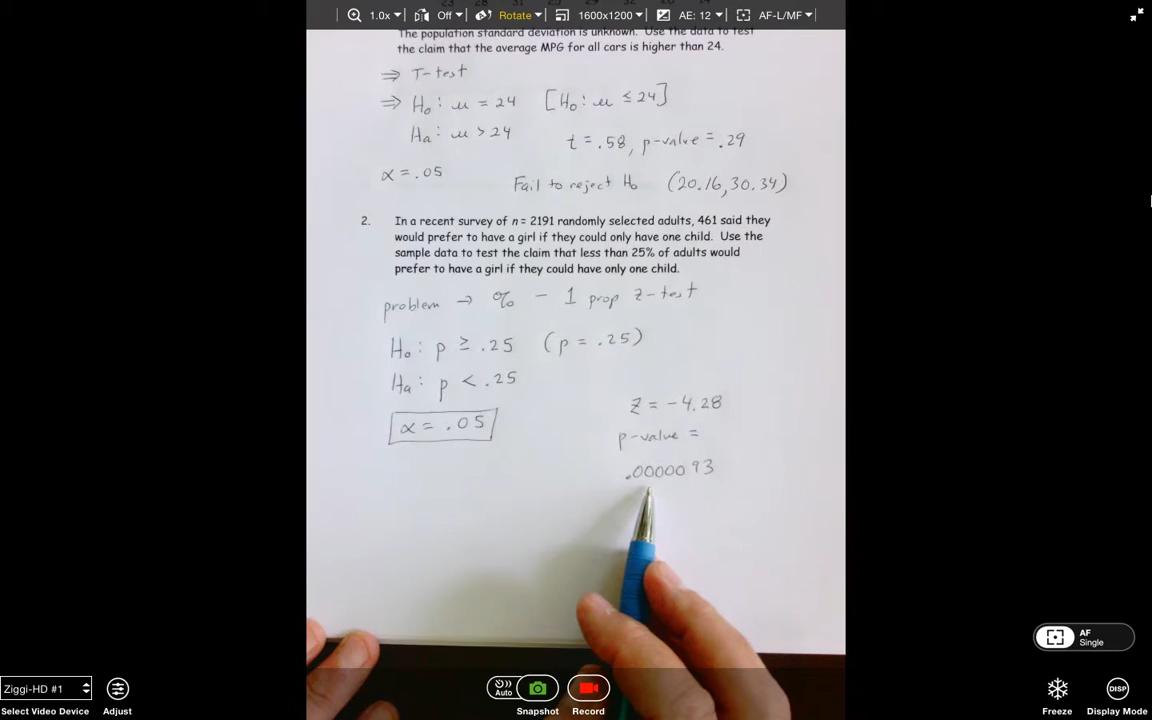 1.0x Off Rotate 1600x1200 AE: 12 AF-L/MF
The population standard deviation is unknown. Use the data to test
the claim that the average MPG for all cars is higher than 24.
⇒ T-test
⇒ H₀: μ = 24 [H₀: μ ≤ 24]
Ha: μ > 24
t = .58, p-value = .29
α = .05
Fail to reject H₀ (20.16, 30.34)
2. In a recent survey of n = 2191 randomly selected adults, 461 said they
would prefer to have a girl if they could only have one child. Use the
sample data to test the claim that less than 25% of adults would
prefer to have a girl if they could have only one child.
problem → % - 1 prop Z-test
H₀: p ≥ .25 (p = .25)
Ha: p < .25
α = .05
Z = -4.28
p-value =
.0000093
AF
Single
Ziggi-HD #1
Auto
Select Video Device
Adjust
Snapshot
Record
Freeze
DISP
Display Mode